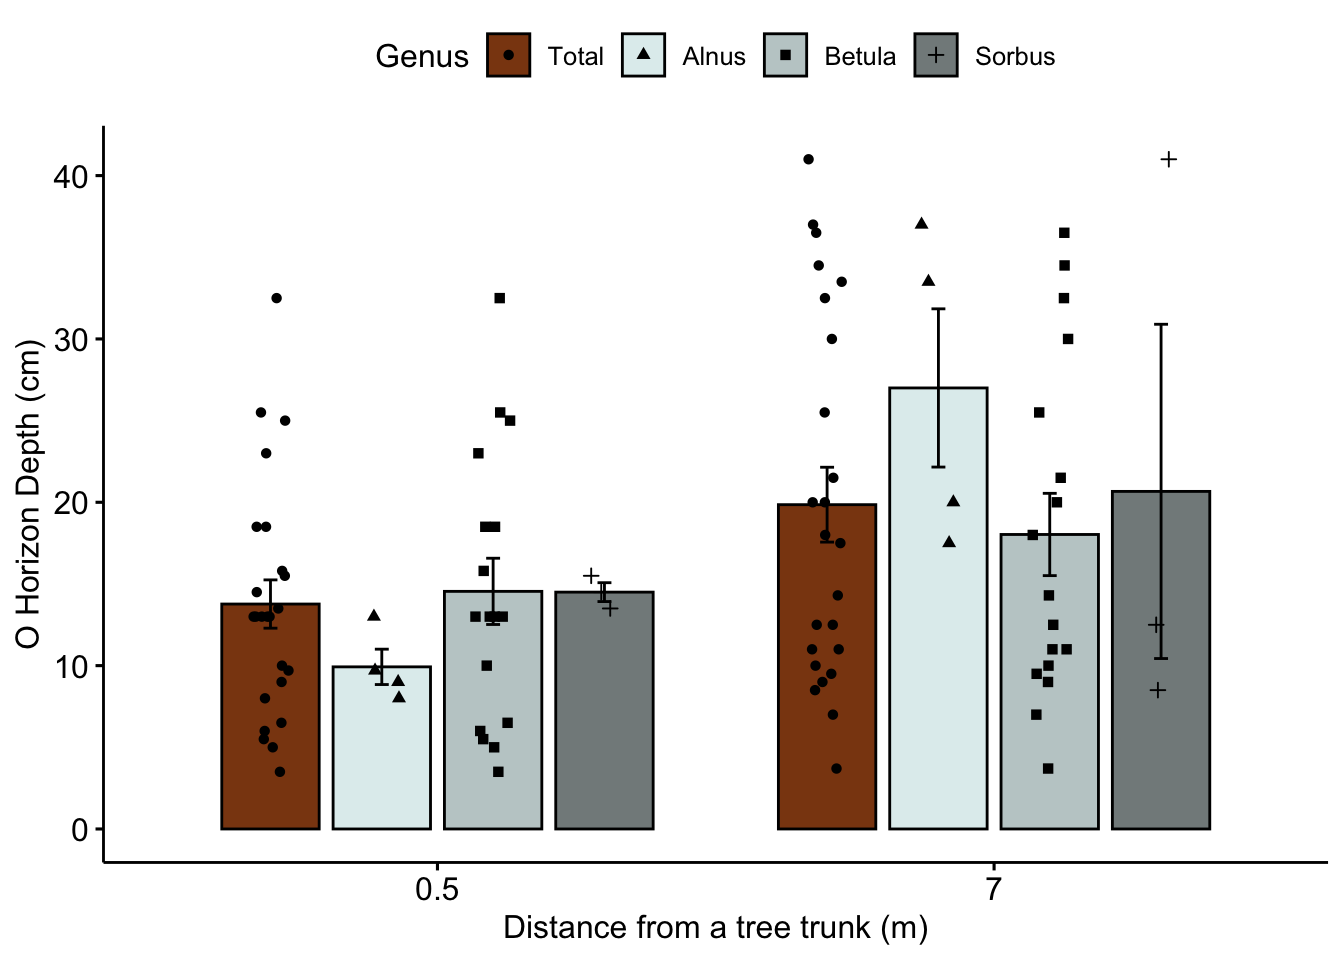 Genus Total Alnus Betula Sorbus
O Horizon Depth (cm)
40
30
20
10
0
0.5 7
Distance from a tree trunk (m)